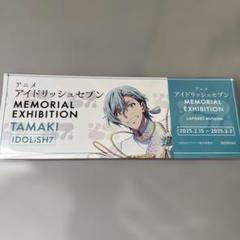 アニメ
アイドリッシュセブン
MEMORIAL
EXHIBITION
TAMAKI
IDOLiSH7
アニメ
アイドリッシュセブン
MEMORIAL
EXHIBITION
LAFORET MUSEUM
2025.2.15 > 2025.3.2